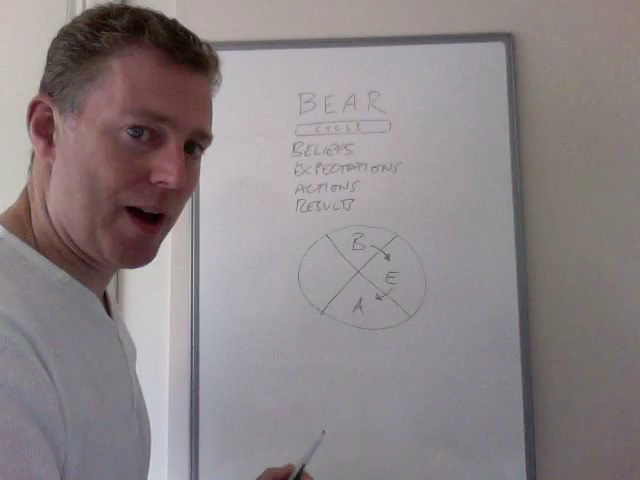 BEAR
CYCLE
BELIEFS
EXPECTATIONS
ACTIONS
RESULTS
B
E
A